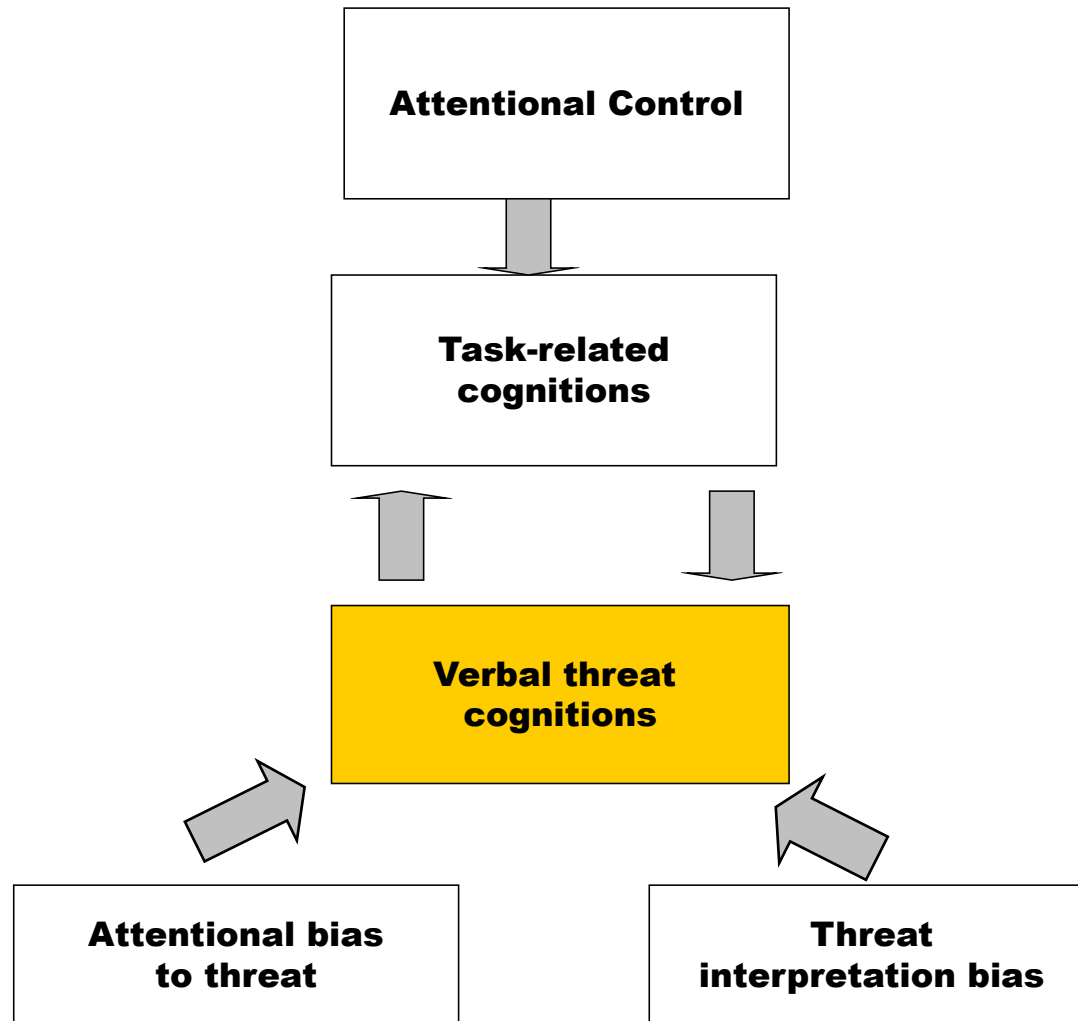 Attentional Control
Task-related
cognitions
Verbal threat
cognitions
Attentional bias
to threat
Threat
interpretation bias